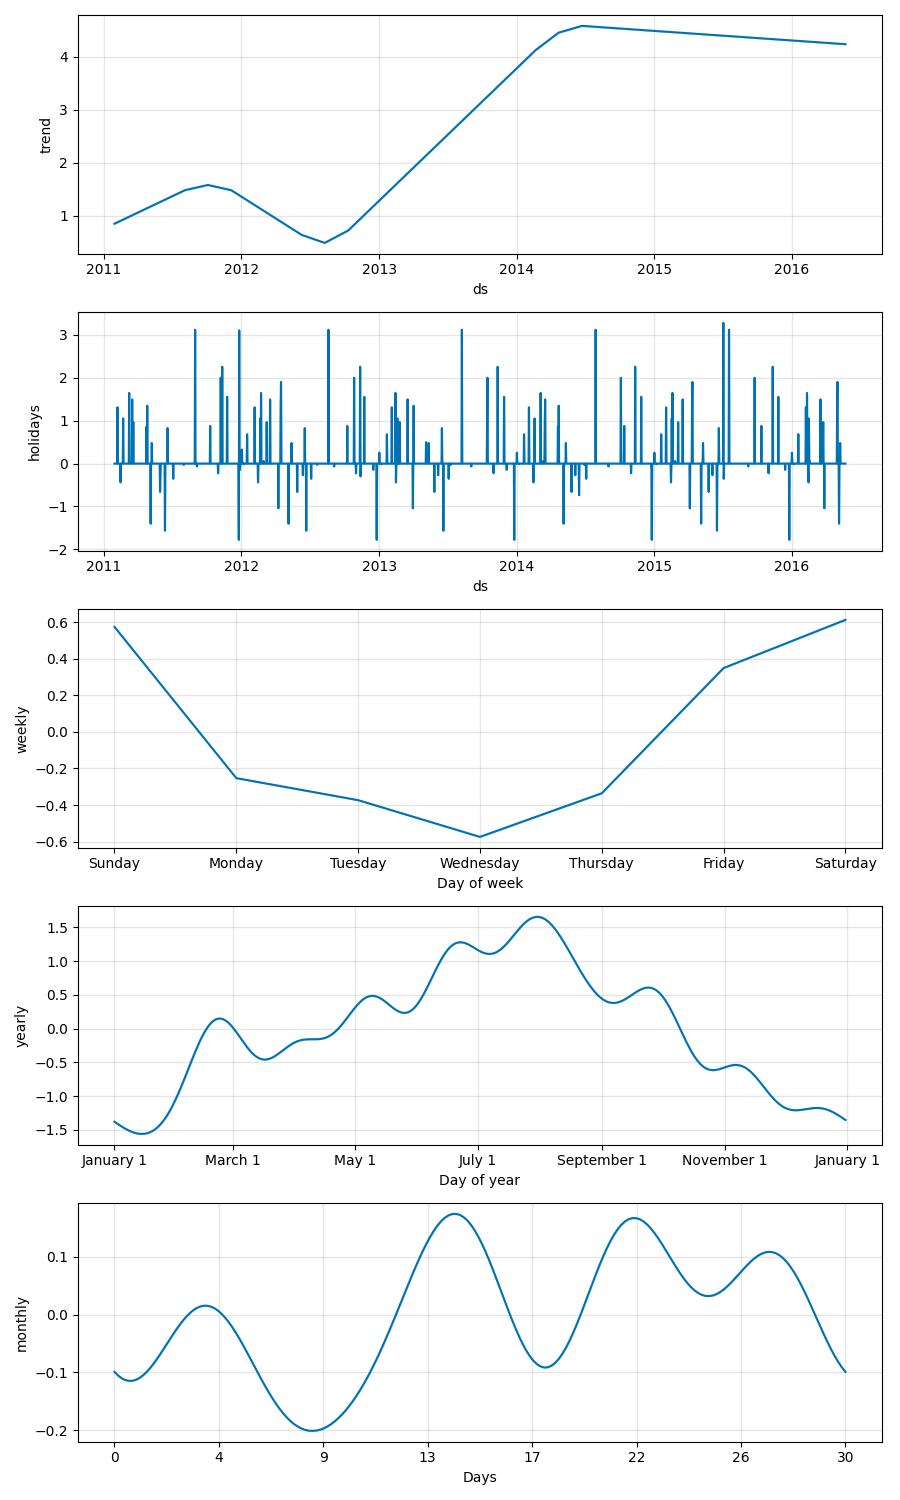 trend
4
3
2
1
2011 2012 2013 2014 2015 2016
ds
holidays
3
2
1
0
−1
−2
2011 2012 2013 2014 2015 2016
ds
weekly
0.6
0.4
0.2
0.0
−0.2
−0.4
−0.6
Sunday Monday Tuesday Wednesday Thursday Friday Saturday
Day of week
yearly
1.5
1.0
0.5
0.0
−0.5
−1.0
−1.5
January 1 March 1 May 1 July 1 September 1 November 1 January 1
Day of year
monthly
0.1
0.0
−0.1
−0.2
0 4 9 13 17 22 26 30
Days